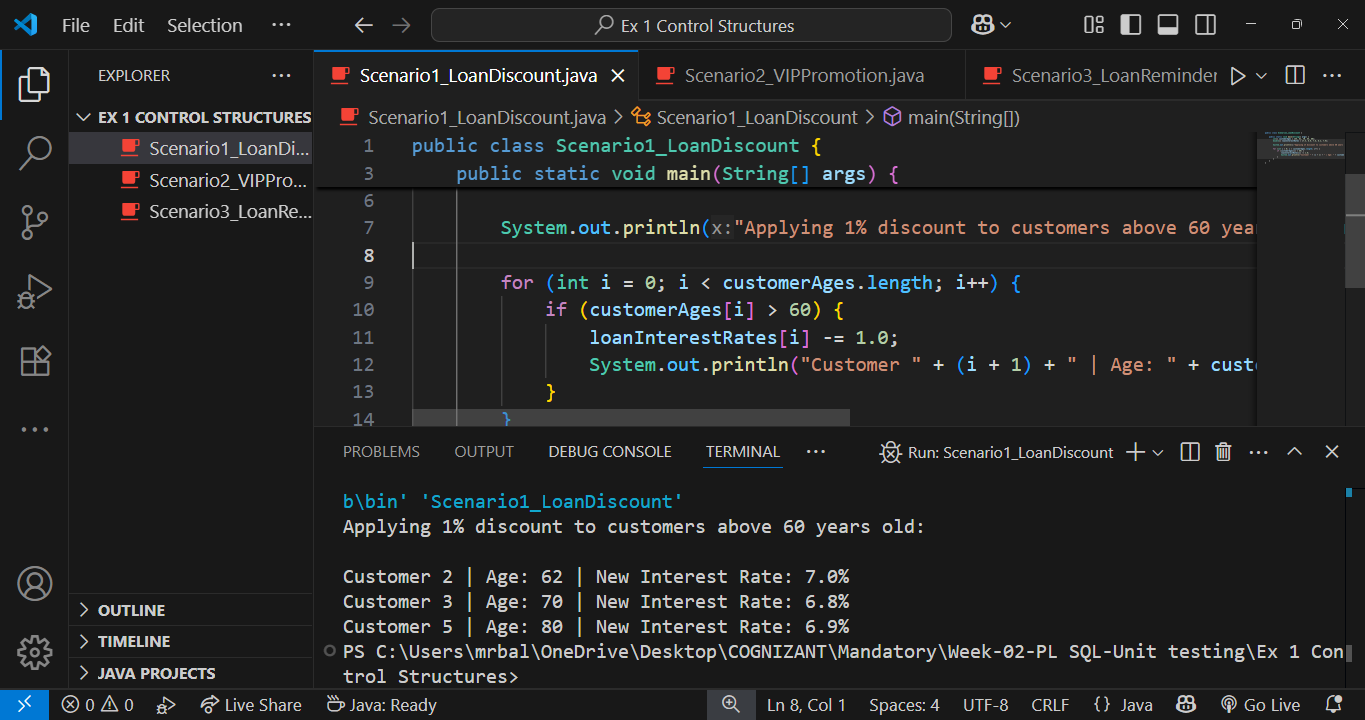 File Edit Selection ··· Ex 1 Control Structures
EXPLORER ···
EX 1 CONTROL STRUCTURES
Scenario1_LoanDi...
Scenario2_VIPPro...
Scenario3_LoanRe...
OUTLINE
TIMELINE
JAVA PROJECTS
Scenario1_LoanDiscount.java Scenario2_VIPPromotion.java Scenario3_LoanReminder
Scenario1_LoanDiscount.java > Scenario1_LoanDiscount > main(String[])
1 public class Scenario1_LoanDiscount {
3 public static void main(String[] args) {
6
7 System.out.println(x:"Applying 1% discount to customers above 60 yea
8
9 for (int i = 0; i < customerAges.length; i++) {
10 if (customerAges[i] > 60) {
11 loanInterestRates[i] -= 1.0;
12 System.out.println("Customer " + (i + 1) + " | Age: " + cust
13 }
14 }
PROBLEMS OUTPUT DEBUG CONSOLE TERMINAL ··· Run: Scenario1_LoanDiscount
b\bin' 'Scenario1_LoanDiscount'
Applying 1% discount to customers above 60 years old:
Customer 2 | Age: 62 | New Interest Rate: 7.0%
Customer 3 | Age: 70 | New Interest Rate: 6.8%
Customer 5 | Age: 80 | New Interest Rate: 6.9%
PS C:\Users\mrbal\OneDrive\Desktop\COGNIZANT\Mandatory\Week-02-PL SQL-Unit testing\Ex 1 Con
trol Structures>
0 0 Live Share Java: Ready Ln 8, Col 1 Spaces: 4 UTF-8 CRLF {} Java Go Live